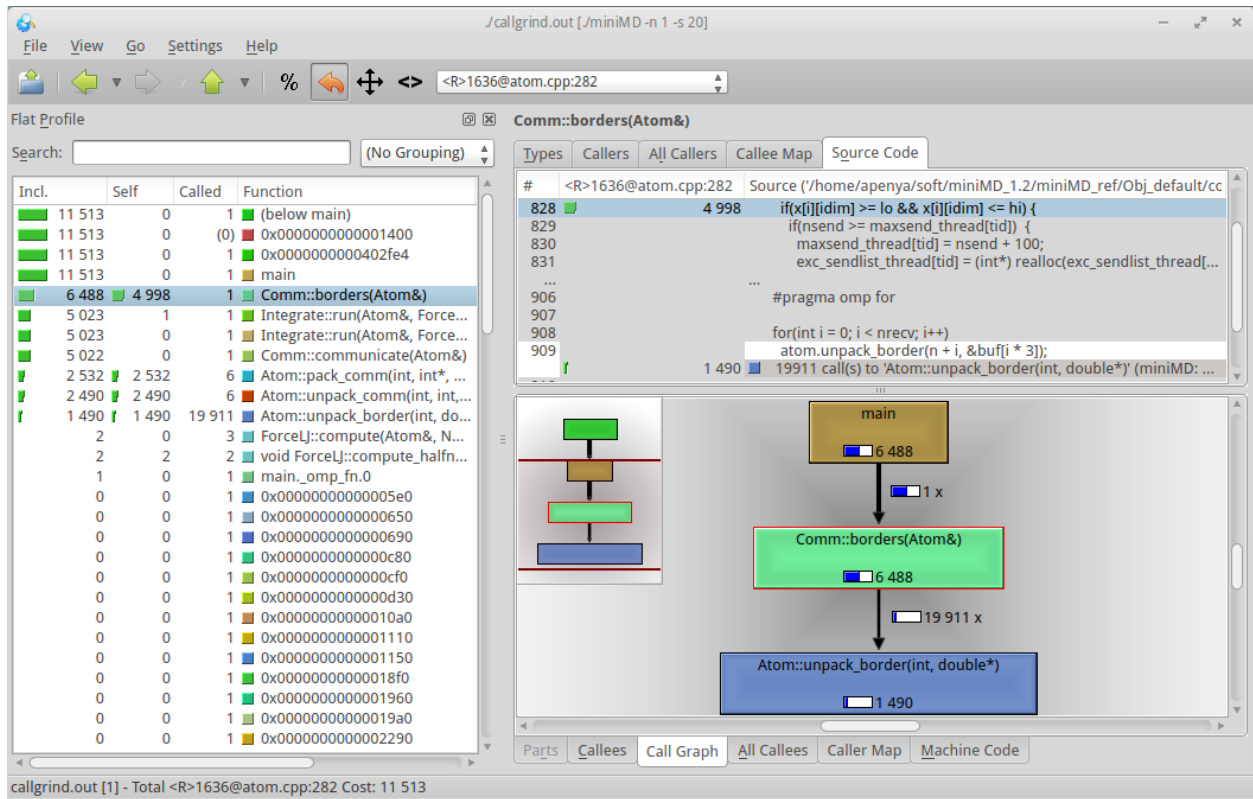 ./callgrind.out [./miniMD -n 1 -s 20]
File View Go Settings Help
% <> <R>1636@atom.cpp:282
Flat Profile
Search: (No Grouping)
Incl. Self Called Function
11 513 0 1 (below main)
11 513 0 (0) 0x0000000000001400
11 513 0 1 0x0000000000402fe4
11 513 0 1 main
6 488 4 998 1 Comm::borders(Atom&)
5 023 1 1 Integrate::run(Atom&, Force...
5 023 0 1 Integrate::run(Atom&, Force...
5 022 0 1 Comm::communicate(Atom&)
2 532 2 532 6 Atom::pack_comm(int, int*, ...
2 490 2 490 6 Atom::unpack_comm(int, int,...
1 490 1 490 19 911 Atom::unpack_border(int, do...
2 0 3 ForceLJ::compute(Atom&, N...
2 2 2 void ForceLJ::compute_halfn...
1 0 1 main._omp_fn.0
0 0 1 0x00000000000005e0
0 0 1 0x0000000000000650
0 0 1 0x0000000000000690
0 0 1 0x0000000000000c80
0 0 1 0x0000000000000cf0
0 0 1 0x0000000000000d30
0 0 1 0x00000000000010a0
0 0 1 0x0000000000001110
0 0 1 0x0000000000001150
0 0 1 0x00000000000018f0
0 0 1 0x0000000000001960
0 0 1 0x00000000000019a0
0 0 1 0x0000000000002290
Comm::borders(Atom&)
Types Callers All Callers Callee Map Source Code
# <R>1636@atom.cpp:282 Source ('/home/apenya/soft/miniMD_1.2/miniMD_ref/Obj_default/cc
828 4 998 if(x[i][idim] >= lo && x[i][idim] <= hi) {
829 if(nsend >= maxsend_thread[tid]) {
830 maxsend_thread[tid] = nsend + 100;
831 exc_sendlist_thread[tid] = (int*) realloc(exc_sendlist_thread[...
... ...
906 #pragma omp for
907
908 for(int i = 0; i < nrecv; i++)
909 atom.unpack_border(n + i, &buf[i * 3]);
1 490 19911 call(s) to 'Atom::unpack_border(int, double*)' (miniMD: ...
main
6 488
1 x
Comm::borders(Atom&)
6 488
19 911 x
Atom::unpack_border(int, double*)
1 490
Parts Callees Call Graph All Callees Caller Map Machine Code
callgrind.out [1] - Total <R>1636@atom.cpp:282 Cost: 11 513